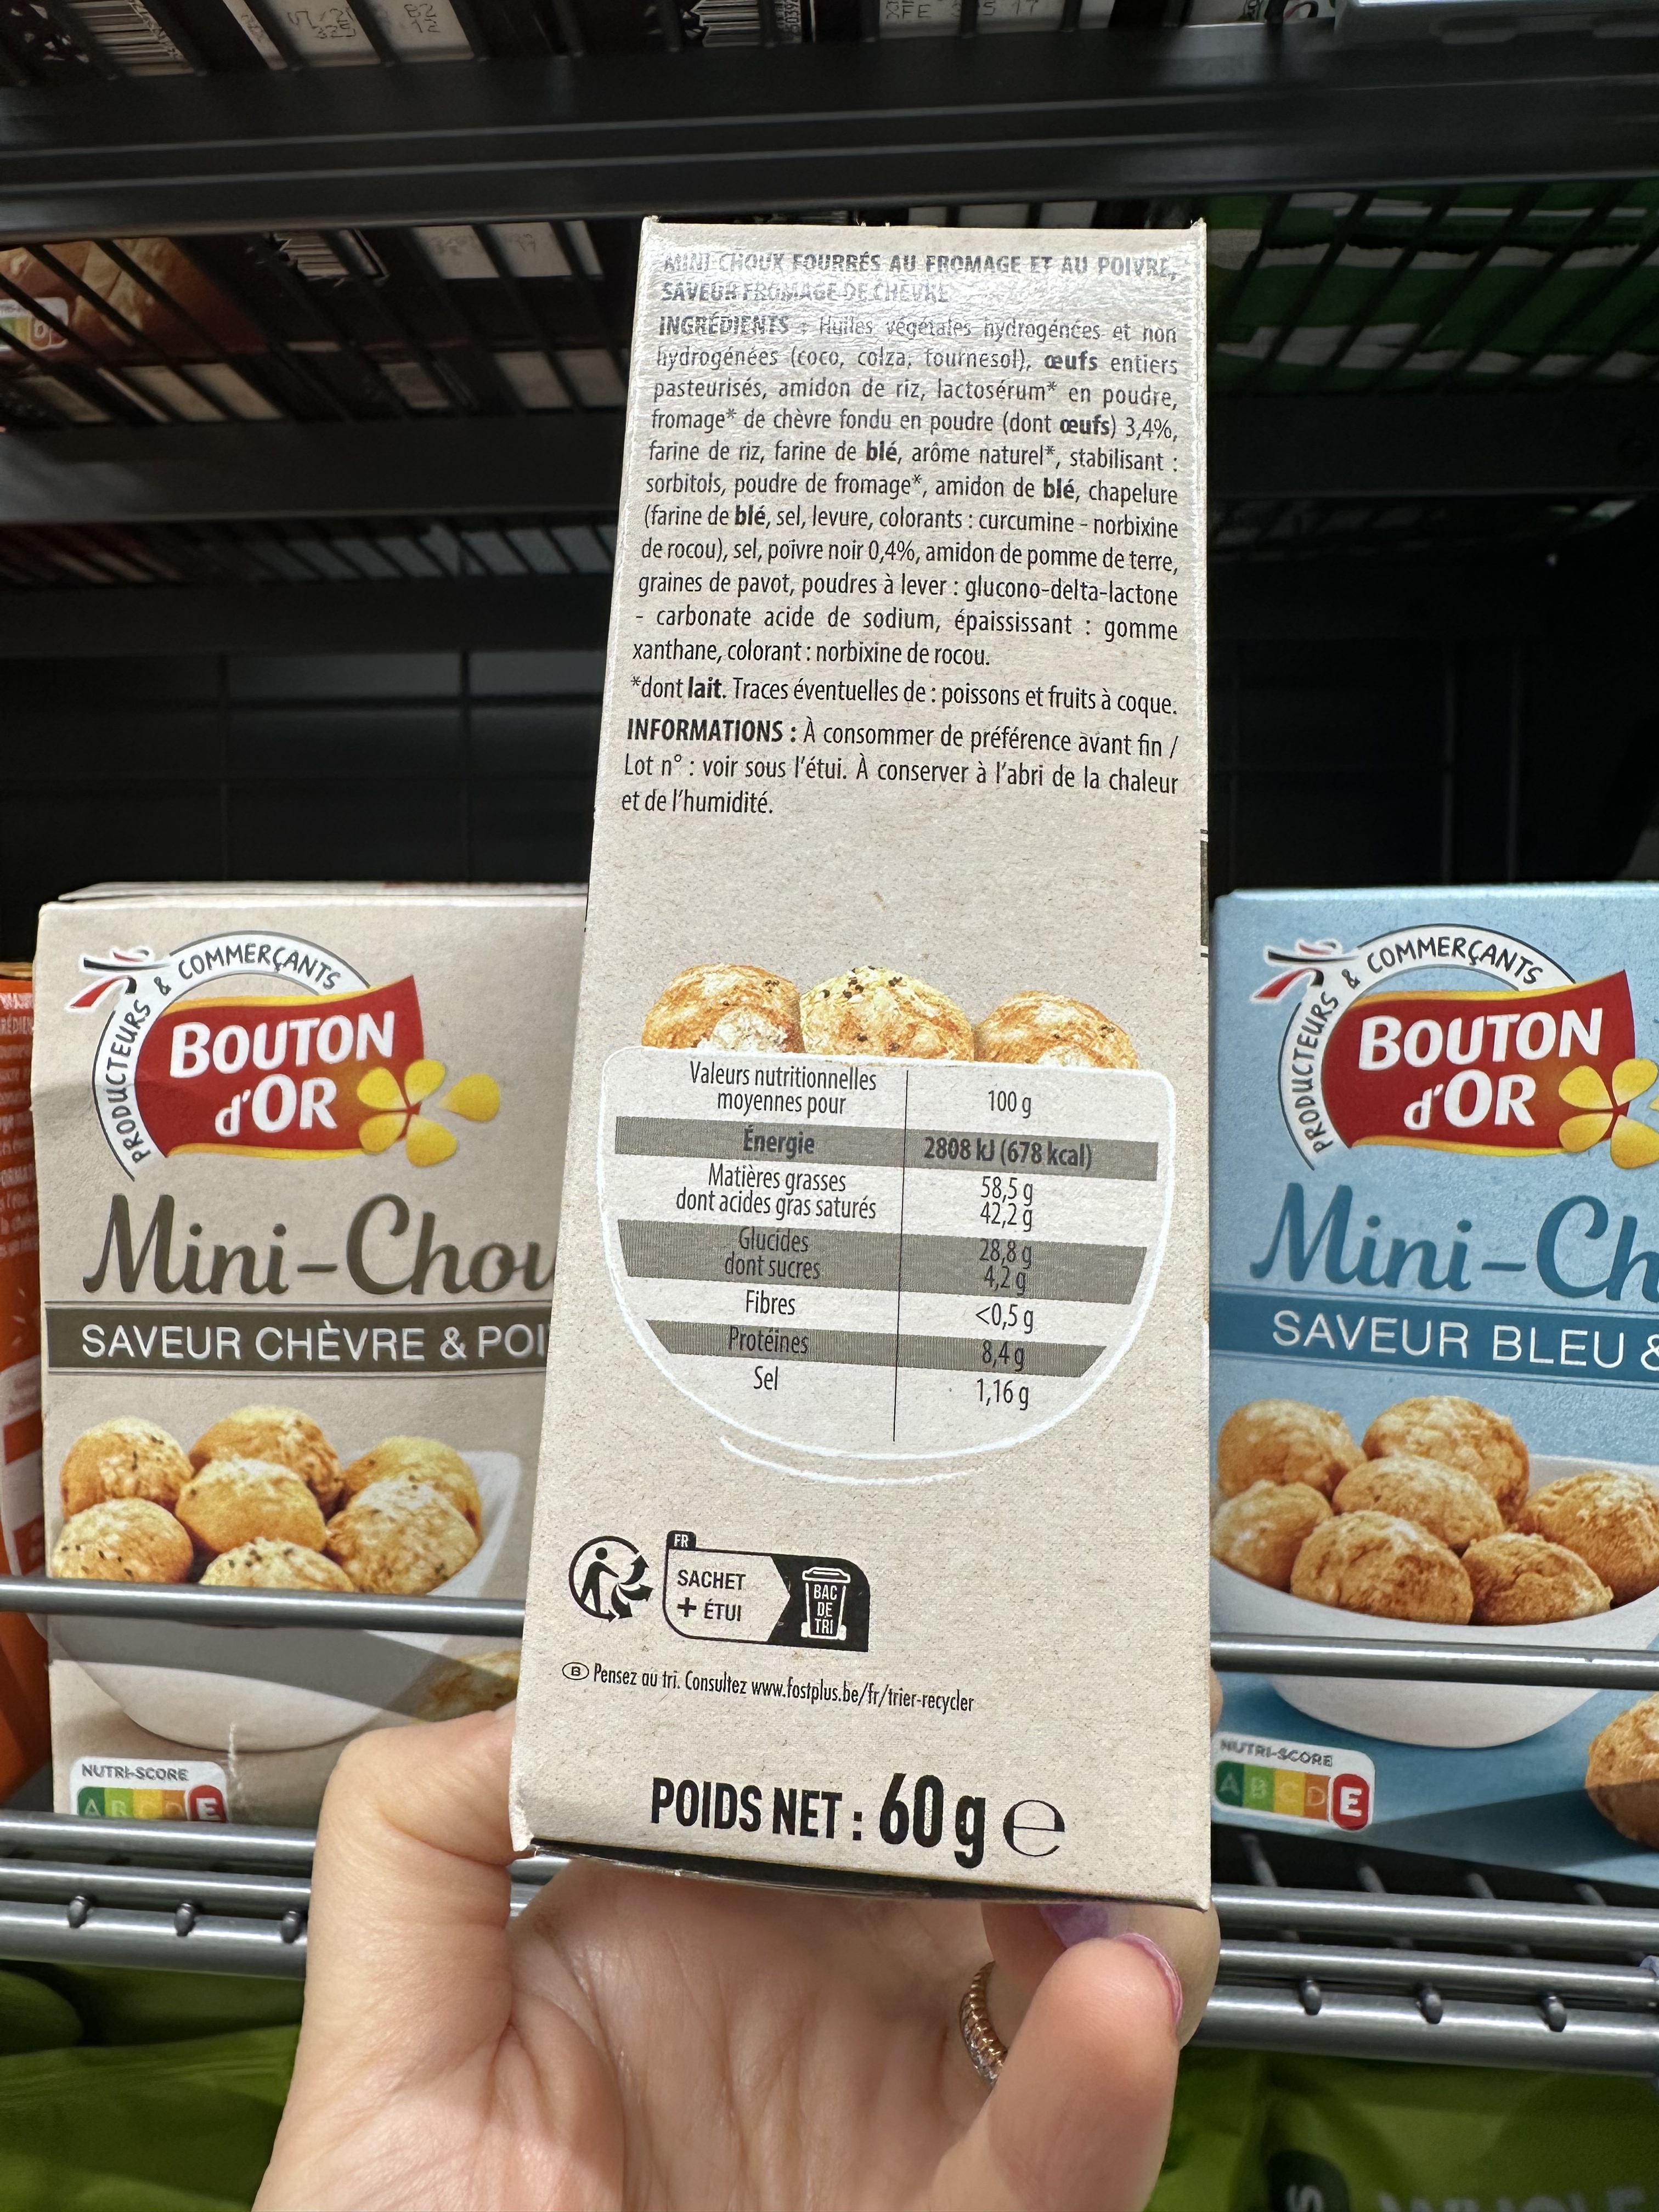 MINI-CHOUX FOURRÉS AU FROMAGE ET AU POIVRE,
SAVEUR FROMAGE DE CHÈVRE
INGRÉDIENTS : Huiles végétales hydrogénées et non
hydrogénées (coco, colza, tournesol), œufs entiers
pasteurisés, amidon de riz, lactosérum* en poudre,
fromage* de chèvre fondu en poudre (dont œufs) 3,4%,
farine de riz, farine de blé, arôme naturel*, stabilisant :
sorbitols, poudre de fromage*, amidon de blé, chapelure
(farine de blé, sel, levure, colorants : curcumine - norbixine
de rocou), sel, poivre noir 0,4%, amidon de pomme de terre,
graines de pavot, poudres à lever : glucono-delta-lactone
- carbonate acide de sodium, épaississant : gomme
xanthane, colorant : norbixine de rocou.
*dont lait. Traces éventuelles de : poissons et fruits à coque.
INFORMATIONS : À consommer de préférence avant fin /
Lot n° : voir sous l'étui. À conserver à l'abri de la chaleur
et de l'humidité.
Valeurs nutritionnelles
moyennes pour 100 g
Énergie 2808 kJ (678 kcal)
Matières grasses 58,5 g
dont acides gras saturés 42,2 g
Glucides 28,8 g
dont sucres 4,2 g
Fibres <0,5 g
Protéines 8,4 g
Sel 1,16 g
FR
SACHET
+ ÉTUI
BAC
DE
TRI
B Pensez au tri. Consultez www.fostplus.be/fr/trier-recycler
POIDS NET : 60 g e
PRODUCTEURS & COMMERÇANTS
BOUTON
d'OR
Mini-Chou
SAVEUR CHÈVRE & POI
NUTRI-SCORE
A B C D E
PRODUCTEURS & COMMERÇANTS
BOUTON
d'OR
Mini-Ch
SAVEUR BLEU &
NUTRI-SCORE
A B C D E